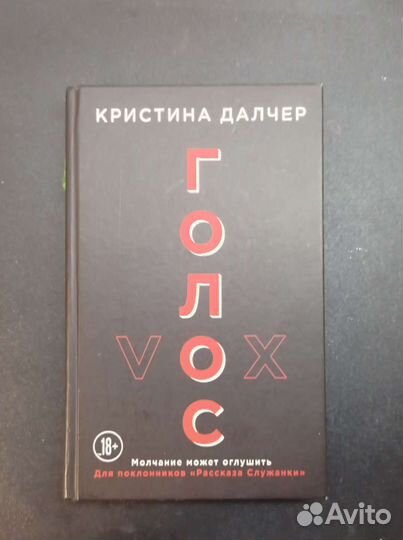 КРИСТИНА ДАЛЧЕР
ГОЛОС
VOX
18+
Молчание может оглушить
Для поклонников «Рассказа Служанки»
Avito